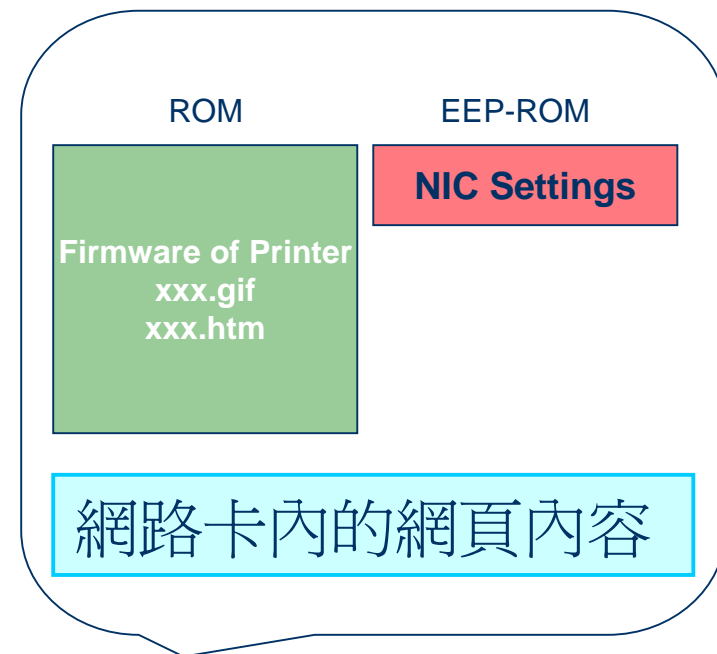 ROM
EEP-ROM
NIC Settings
Firmware of Printer
xxx.gif
xxx.htm
網路卡內的網頁內容